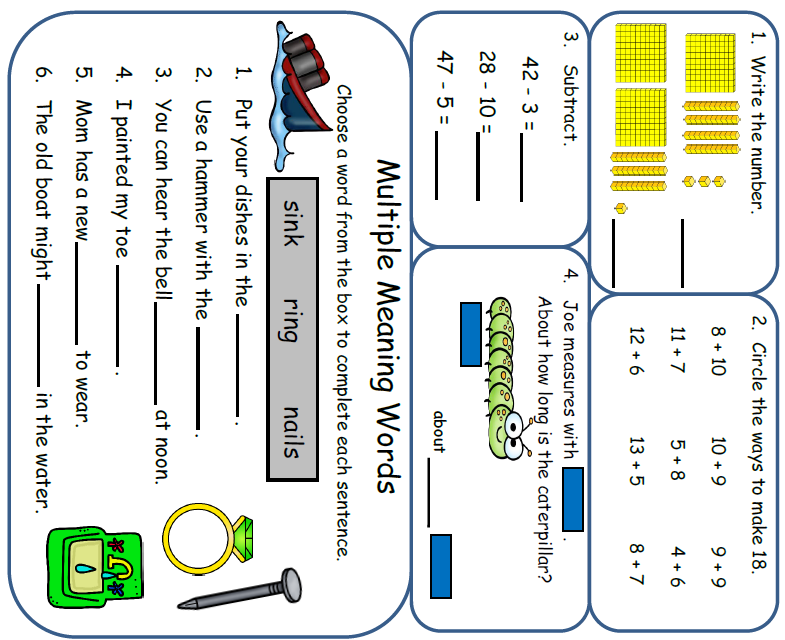 1. Write the number.
2. Circle the ways to make 18.
8 + 10 10 + 9 9 + 9
11 + 7 5 + 8 4 + 6
12 + 6 13 + 5 8 + 7
3. Subtract.
42 - 3 =
28 - 10 =
47 - 5 =
4. Joe measures with .
About how long is the caterpillar?
about
Multiple Meaning Words
Choose a word from the box to complete each sentence.
sink ring nails
1. Put your dishes in the .
2. Use a hammer with the .
3. You can hear the bell at noon.
4. I painted my toe .
5. Mom has a new to wear.
6. The old boat might in the water.